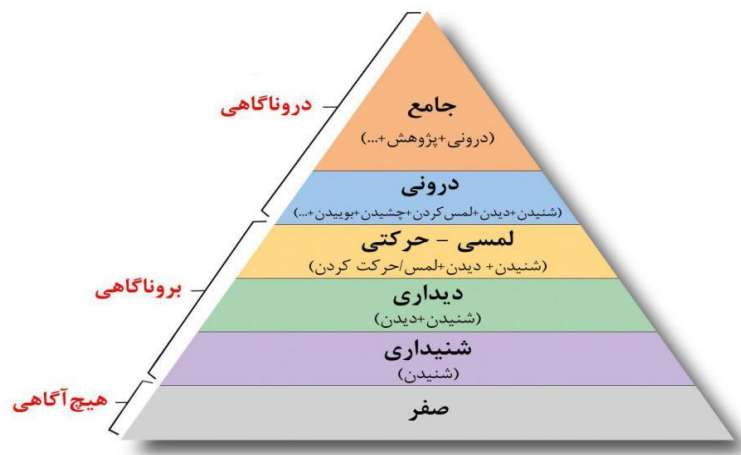 جامع
(درونی+پژوهش+...)
دروناگاهی
درونی
(شنیدن+دیدن+لمس‌کردن+چشیدن+بوییدن+...)
لمسی - حرکتی
(شنیدن+ دیدن+لمس/حرکت کردن)
بروناگاهی
دیداری
(شنیدن+دیدن)
شنیداری
(شنیدن)
هیچ‌آگاهی
صفر